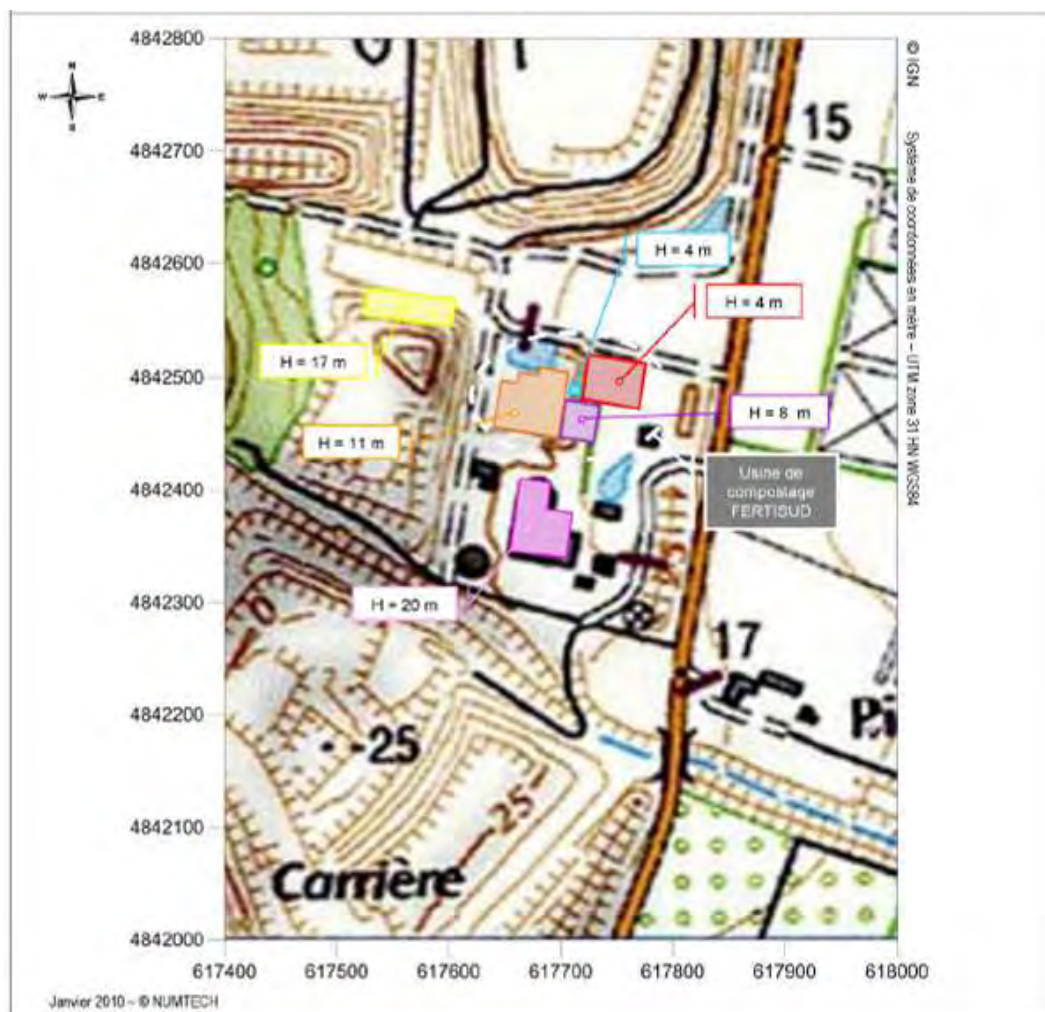 4842800
4842700
4842600
4842500
4842400
4842300
4842200
4842100
4842000
617400
617500
617600
617700
617800
617900
618000
N
W
E
S
© IGN Système de coordonnées en mètre – UTM zone 31 HN WGS84
15
H = 4 m
H = 4 m
H = 17 m
H = 8 m
H = 11 m
Usine de
compostage
FERTISUD
H = 20 m
17
25
25
Carrière
Janvier 2010 – © NUMTECH